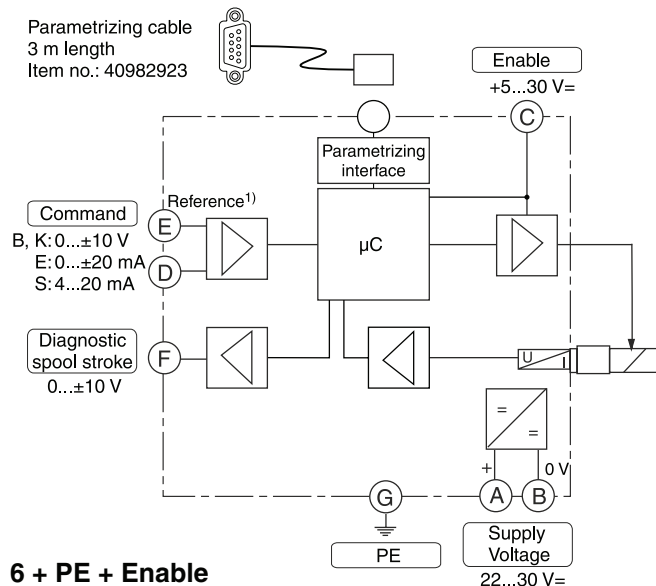 Parametrizing cable
3 m length
Item no.: 40982923
Enable
+5...30 V=
C
Parametrizing
interface
Reference1)
Command
B, K: 0...±10 V
E: 0...±20 mA
S: 4...20 mA
E
D
µC
Diagnostic
spool stroke
0...±10 V
F
U
I
=
=
+
0 V
G
A
B
PE
Supply
Voltage
22...30 V=
6 + PE + Enable